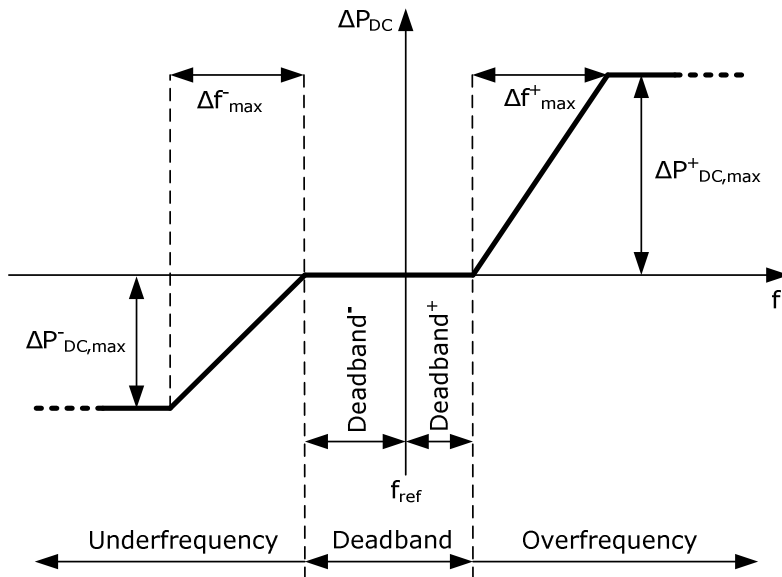 ΔP_DC
Δf⁻_max
Δf⁺_max
ΔP⁺_DC,max
f
ΔP⁻_DC,max
Deadband⁻
Deadband⁺
f_ref
Underfrequency
Deadband
Overfrequency